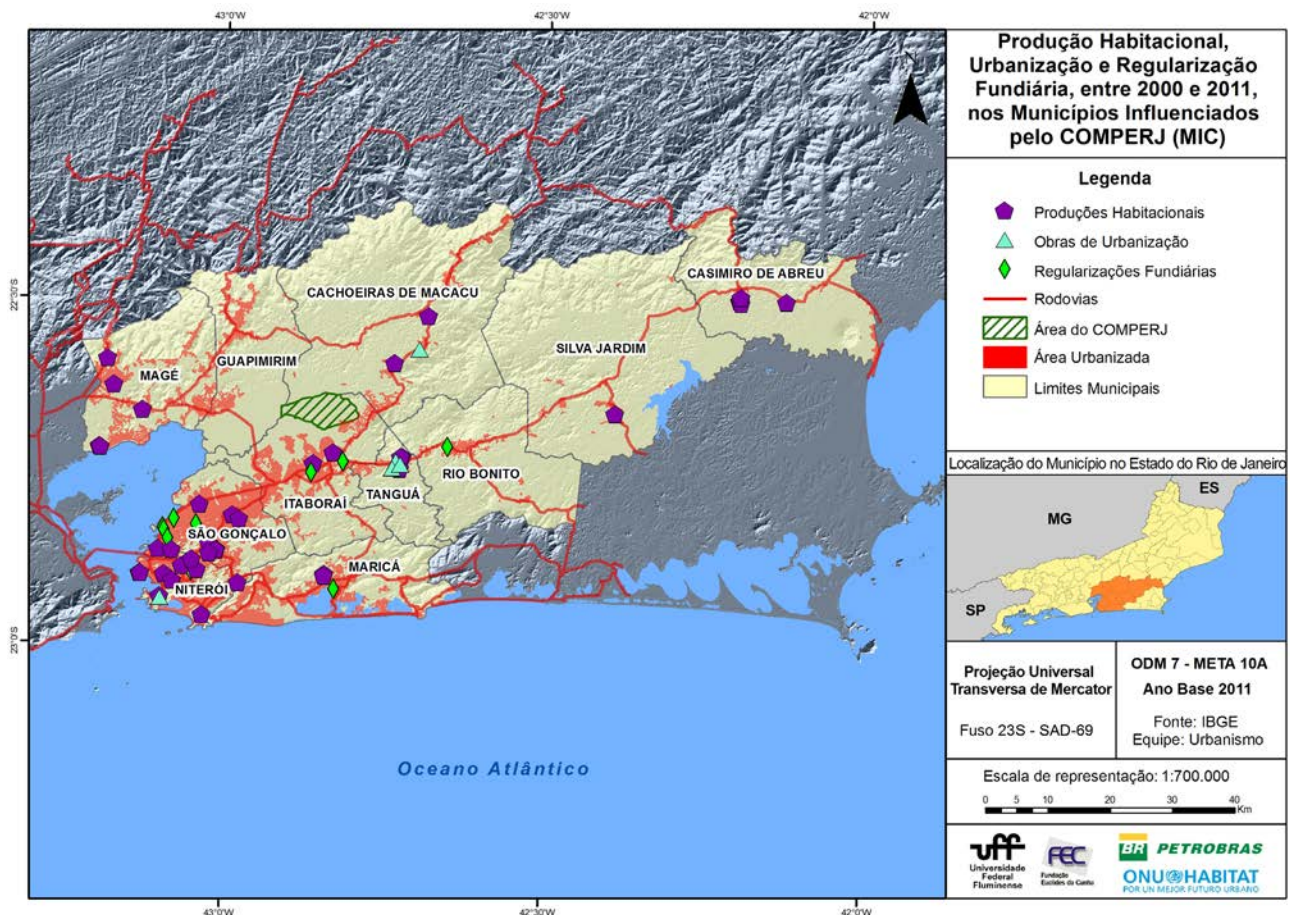 43°0'W
42°30'W
42°0'W
22°30'S
23°0'S
43°0'W
42°30'W
42°0'W
CASIMIRO DE ABREU
CACHOEIRAS DE MACACU
SILVA JARDIM
GUAPIMIRIM
MAGÉ
RIO BONITO
TANGUÁ
ITABORAÍ
SÃO GONÇALO
MARICÁ
NITERÓI
Oceano Atlântico
Produção Habitacional,
Urbanização e Regularização
Fundiária, entre 2000 e 2011,
nos Municípios Influenciados
pelo COMPERJ (MIC)
Legenda
Produções Habitacionais
Obras de Urbanização
Regularizações Fundiárias
Rodovias
Área do COMPERJ
Área Urbanizada
Limites Municipais
Localização do Município no Estado do Rio de Janeiro
ES
MG
SP
Projeção Universal
Transversa de Mercator
Fuso 23S - SAD-69
ODM 7 - META 10A
Ano Base 2011
Fonte: IBGE
Equipe: Urbanismo
Escala de representação: 1:700.000
0 5 10 20 30 40
Km
uff
Universidade
Federal
Fluminense
FEC
Fundação
Euclides da Cunha
BR PETROBRAS
ONU HABITAT
POR UN MEJOR FUTURO URBANO